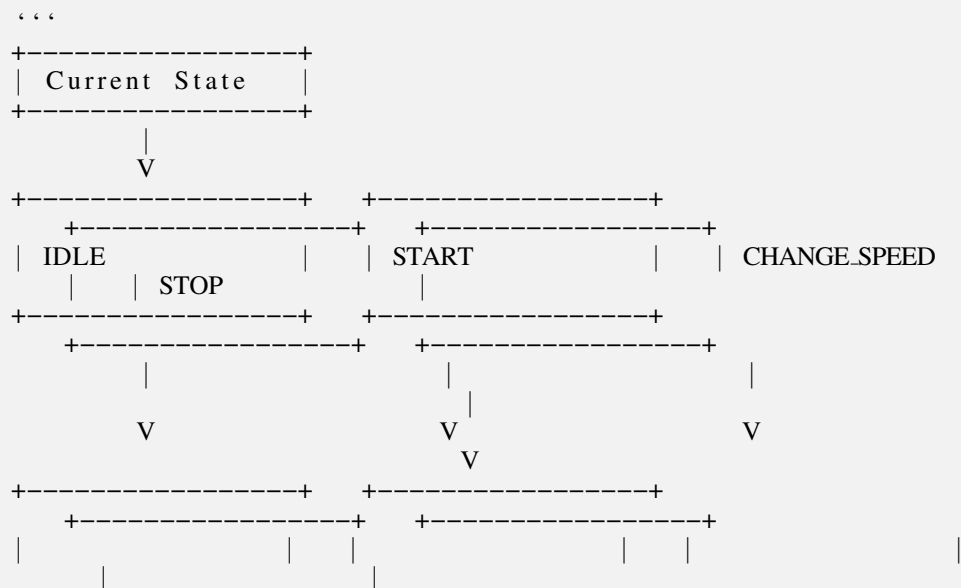 ‘ ‘ ‘
+-----------------+
| Current State |
+-----------------+
|
V
+-----------------+ +-----------------+
+-----------------+ +-----------------+
| IDLE | | START | | CHANGE_SPEED
| | STOP |
+-----------------+ +-----------------+
+-----------------+ +-----------------+
| | |
|
V V V
V
+-----------------+ +-----------------+
+-----------------+ +-----------------+
| | | | | |
| |